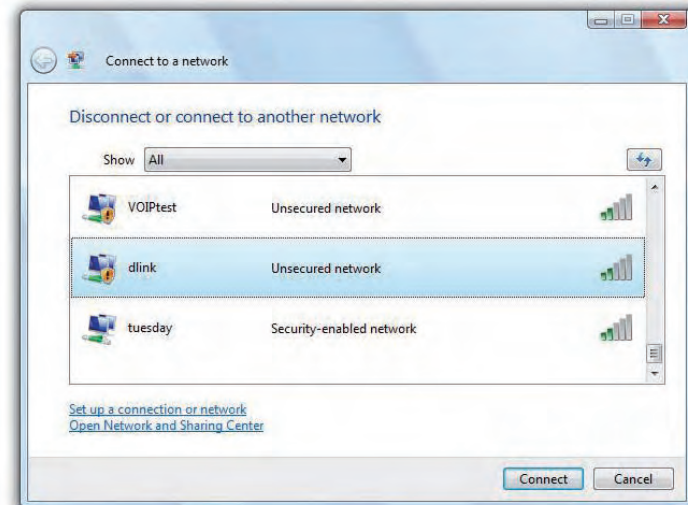 Connect to a network
Disconnect or connect to another network
Show All
VOIPtest Unsecured network
dlink Unsecured network
tuesday Security-enabled network
Set up a connection or network
Open Network and Sharing Center
Connect Cancel